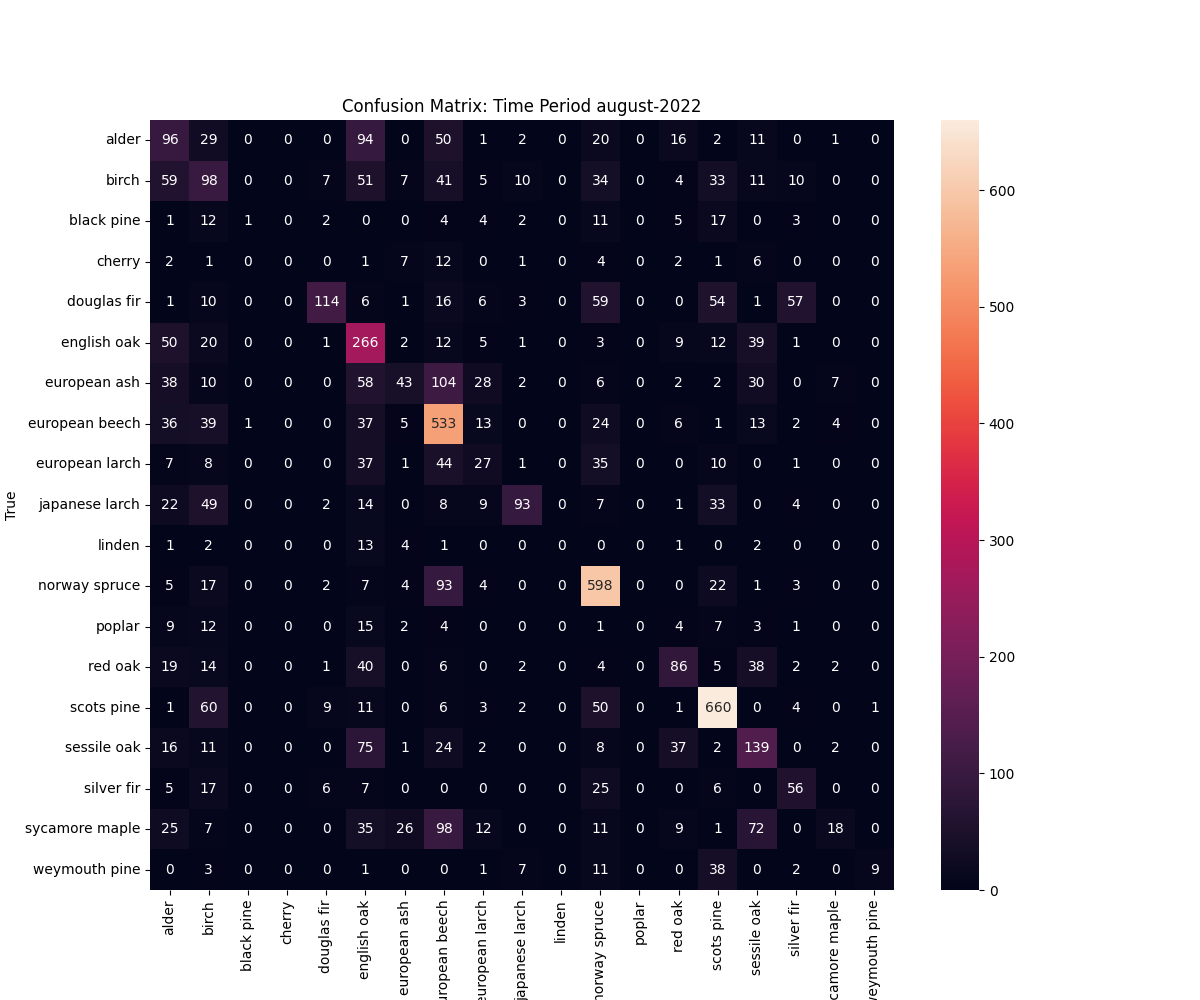 Confusion Matrix: Time Period august-2022
True
alder 96 29 0 0 0 94 0 50 1 2 0 20 0 16 2 11 0 1 0
birch 59 98 0 0 7 51 7 41 5 10 0 34 0 4 33 11 10 0 0
black pine 1 12 1 0 2 0 0 4 4 2 0 11 0 5 17 0 3 0 0
cherry 2 1 0 0 0 1 7 12 0 1 0 4 0 2 1 6 0 0 0
douglas fir 1 10 0 0 114 6 1 16 6 3 0 59 0 0 54 1 57 0 0
english oak 50 20 0 0 1 266 2 12 5 1 0 3 0 9 12 39 1 0 0
european ash 38 10 0 0 0 58 43 104 28 2 0 6 0 2 2 30 0 7 0
european beech 36 39 1 0 0 37 5 533 13 0 0 24 0 6 1 13 2 4 0
european larch 7 8 0 0 0 37 1 44 27 1 0 35 0 0 10 0 1 0 0
japanese larch 22 49 0 0 2 14 0 8 9 93 0 7 0 1 33 0 4 0 0
linden 1 2 0 0 0 13 4 1 0 0 0 0 0 1 0 2 0 0 0
norway spruce 5 17 0 0 2 7 4 93 4 0 0 598 0 0 22 1 3 0 0
poplar 9 12 0 0 0 15 2 4 0 0 0 1 0 4 7 3 1 0 0
red oak 19 14 0 0 1 40 0 6 0 2 0 4 0 86 5 38 2 2 0
scots pine 1 60 0 0 9 11 0 6 3 2 0 50 0 1 660 0 4 0 1
sessile oak 16 11 0 0 0 75 1 24 2 0 0 8 0 37 2 139 0 2 0
silver fir 5 17 0 0 6 7 0 0 0 0 0 25 0 0 6 0 56 0 0
sycamore maple 25 7 0 0 0 35 26 98 12 0 0 11 0 9 1 72 0 18 0
weymouth pine 0 3 0 0 0 1 0 0 1 7 0 11 0 0 38 0 2 0 9
alder
birch
black pine
cherry
douglas fir
english oak
european ash
uropean beech
european larch
japanese larch
linden
norway spruce
poplar
red oak
scots pine
sessile oak
silver fir
camore maple
weymouth pine
600
500
400
300
200
100
0